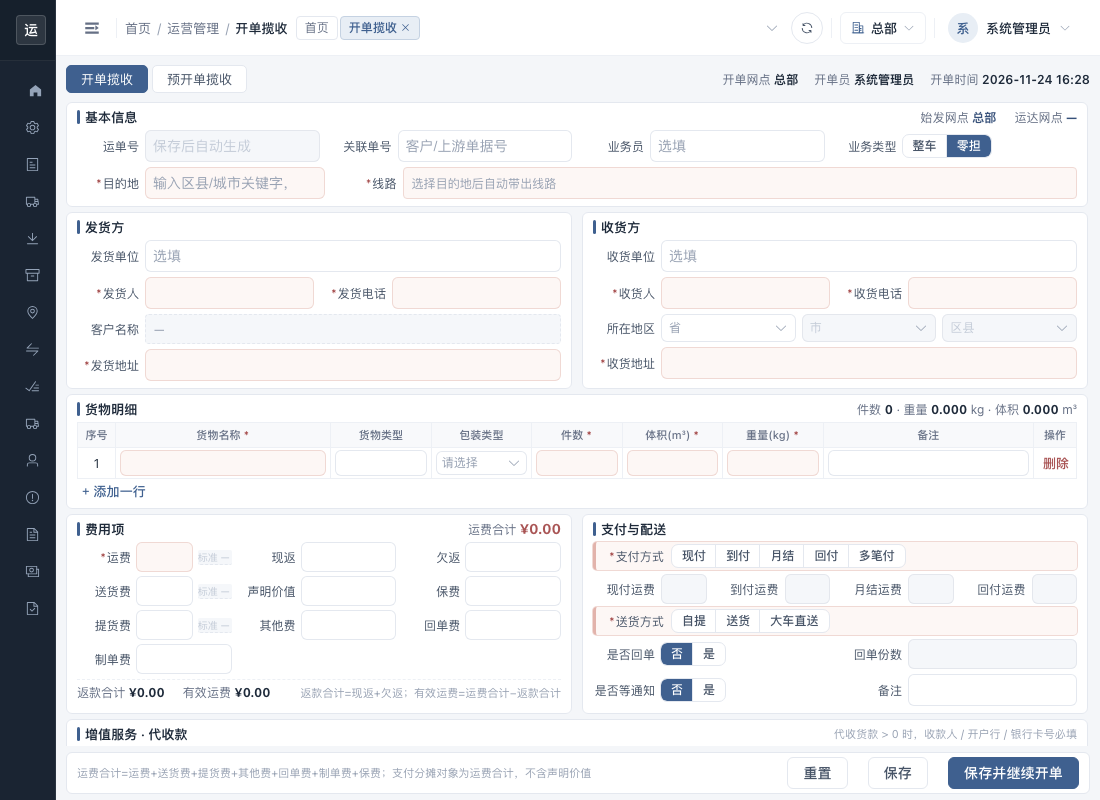 运
首页 / 运营管理 / 开单揽收 首页 开单揽收 ×
总部 系 系统管理员
开单揽收 预开单揽收
开单网点 总部 开单员 系统管理员 开单时间 2026-11-24 16:28
基本信息 始发网点 总部 运达网点 —
运单号 保存后自动生成 关联单号 客户/上游单据号 业务员 选填 业务类型 整车 零担
*目的地 输入区县/城市关键字, *线路 选择目的地后自动带出线路
发货方
发货单位 选填
*发货人 *发货电话
客户名称 —
*发货地址
收货方
收货单位 选填
*收货人 *收货电话
所在地区 省 市 区县
*收货地址
货物明细 件数 0 · 重量 0.000 kg · 体积 0.000 m³
序号 货物名称 * 货物类型 包装类型 件数 * 体积(m³) * 重量(kg) * 备注 操作
1 请选择 删除
+ 添加一行
费用项 运费合计 ¥0.00
*运费 标准 — 现返 欠返
送货费 标准 — 声明价值 保费
提货费 标准 — 其他费 回单费
制单费
返款合计 ¥0.00 有效运费 ¥0.00 返款合计=现返+欠返；有效运费=运费合计−返款合计
支付与配送
*支付方式 现付 到付 月结 回付 多笔付
现付运费 到付运费 月结运费 回付运费
*送货方式 自提 送货 大车直送
是否回单 否 是 回单份数
是否等通知 否 是 备注
增值服务 · 代收款 代收货款 > 0 时，收款人 / 开户行 / 银行卡号必填
运费合计=运费+送货费+提货费+其他费+回单费+制单费+保费；支付分摊对象为运费合计，不含声明价值
重置 保存 保存并继续开单